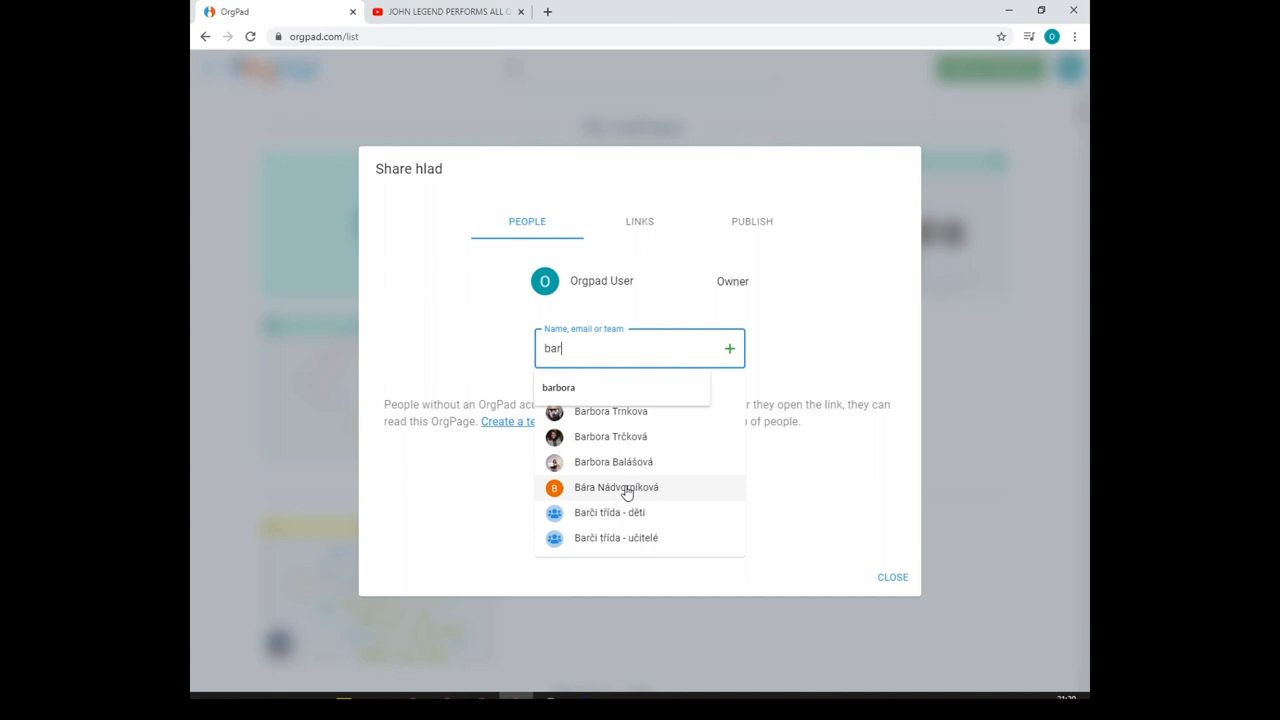 OrgPad
JOHN LEGEND PERFORMS ALL
orgpad.com/list
O
Share hlad
PEOPLE
LINKS
PUBLISH
O
Orgpad User
Owner
Name, email or team
bar
barbora
Barbora Trnkova
Barbora Trčková
Barbora Balášová
B
Bára Nádvorníková
Barči třída - děti
Barči třída - učitelé
People without an OrgPad
they open the link, they can
read this OrgPage. Create a
of people.
CLOSE